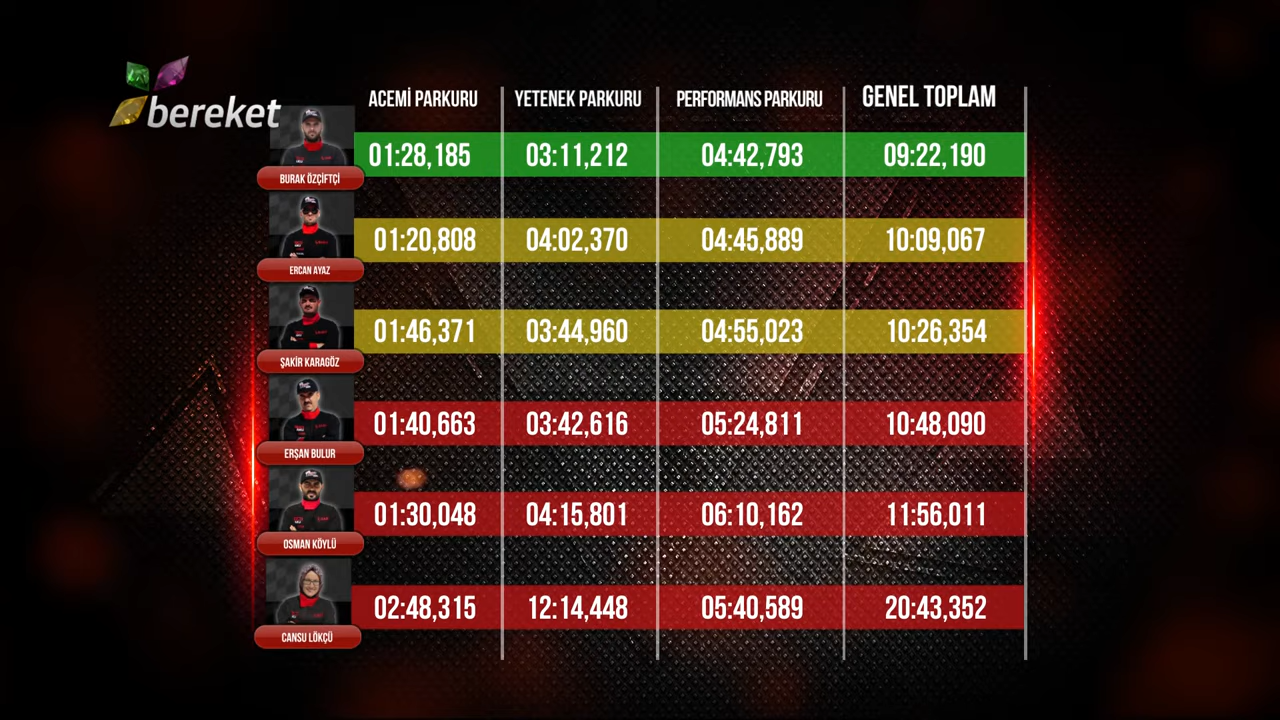 bereket
ACEMİ PARKURU YETENEK PARKURU PERFORMANS PARKURU GENEL TOPLAM
01:28,185 03:11,212 04:42,793 09:22,190
BURAK ÖZÇİFTÇİ
01:20,808 04:02,370 04:45,889 10:09,067
ERCAN AYAZ
01:46,371 03:44,960 04:55,023 10:26,354
ŞAKİR KARAGÖZ
01:40,663 03:42,616 05:24,811 10:48,090
ERŞAN BULUR
01:30,048 04:15,801 06:10,162 11:56,011
OSMAN KÖYLÜ
02:48,315 12:14,448 05:40,589 20:43,352
CANSU LÖKÇÜ